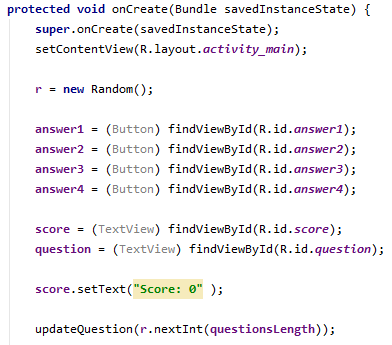 protected void onCreate(Bundle savedInstanceState) {
super.onCreate(savedInstanceState);
setContentView(R.layout.activity_main);
r = new Random();
answer1 = (Button) findViewById(R.id.answer1);
answer2 = (Button) findViewById(R.id.answer2);
answer3 = (Button) findViewById(R.id.answer3);
answer4 = (Button) findViewById(R.id.answer4);
score = (TextView) findViewById(R.id.score);
question = (TextView) findViewById(R.id.question);
score.setText("Score: 0" );
updateQuestion(r.nextInt(questionsLength));